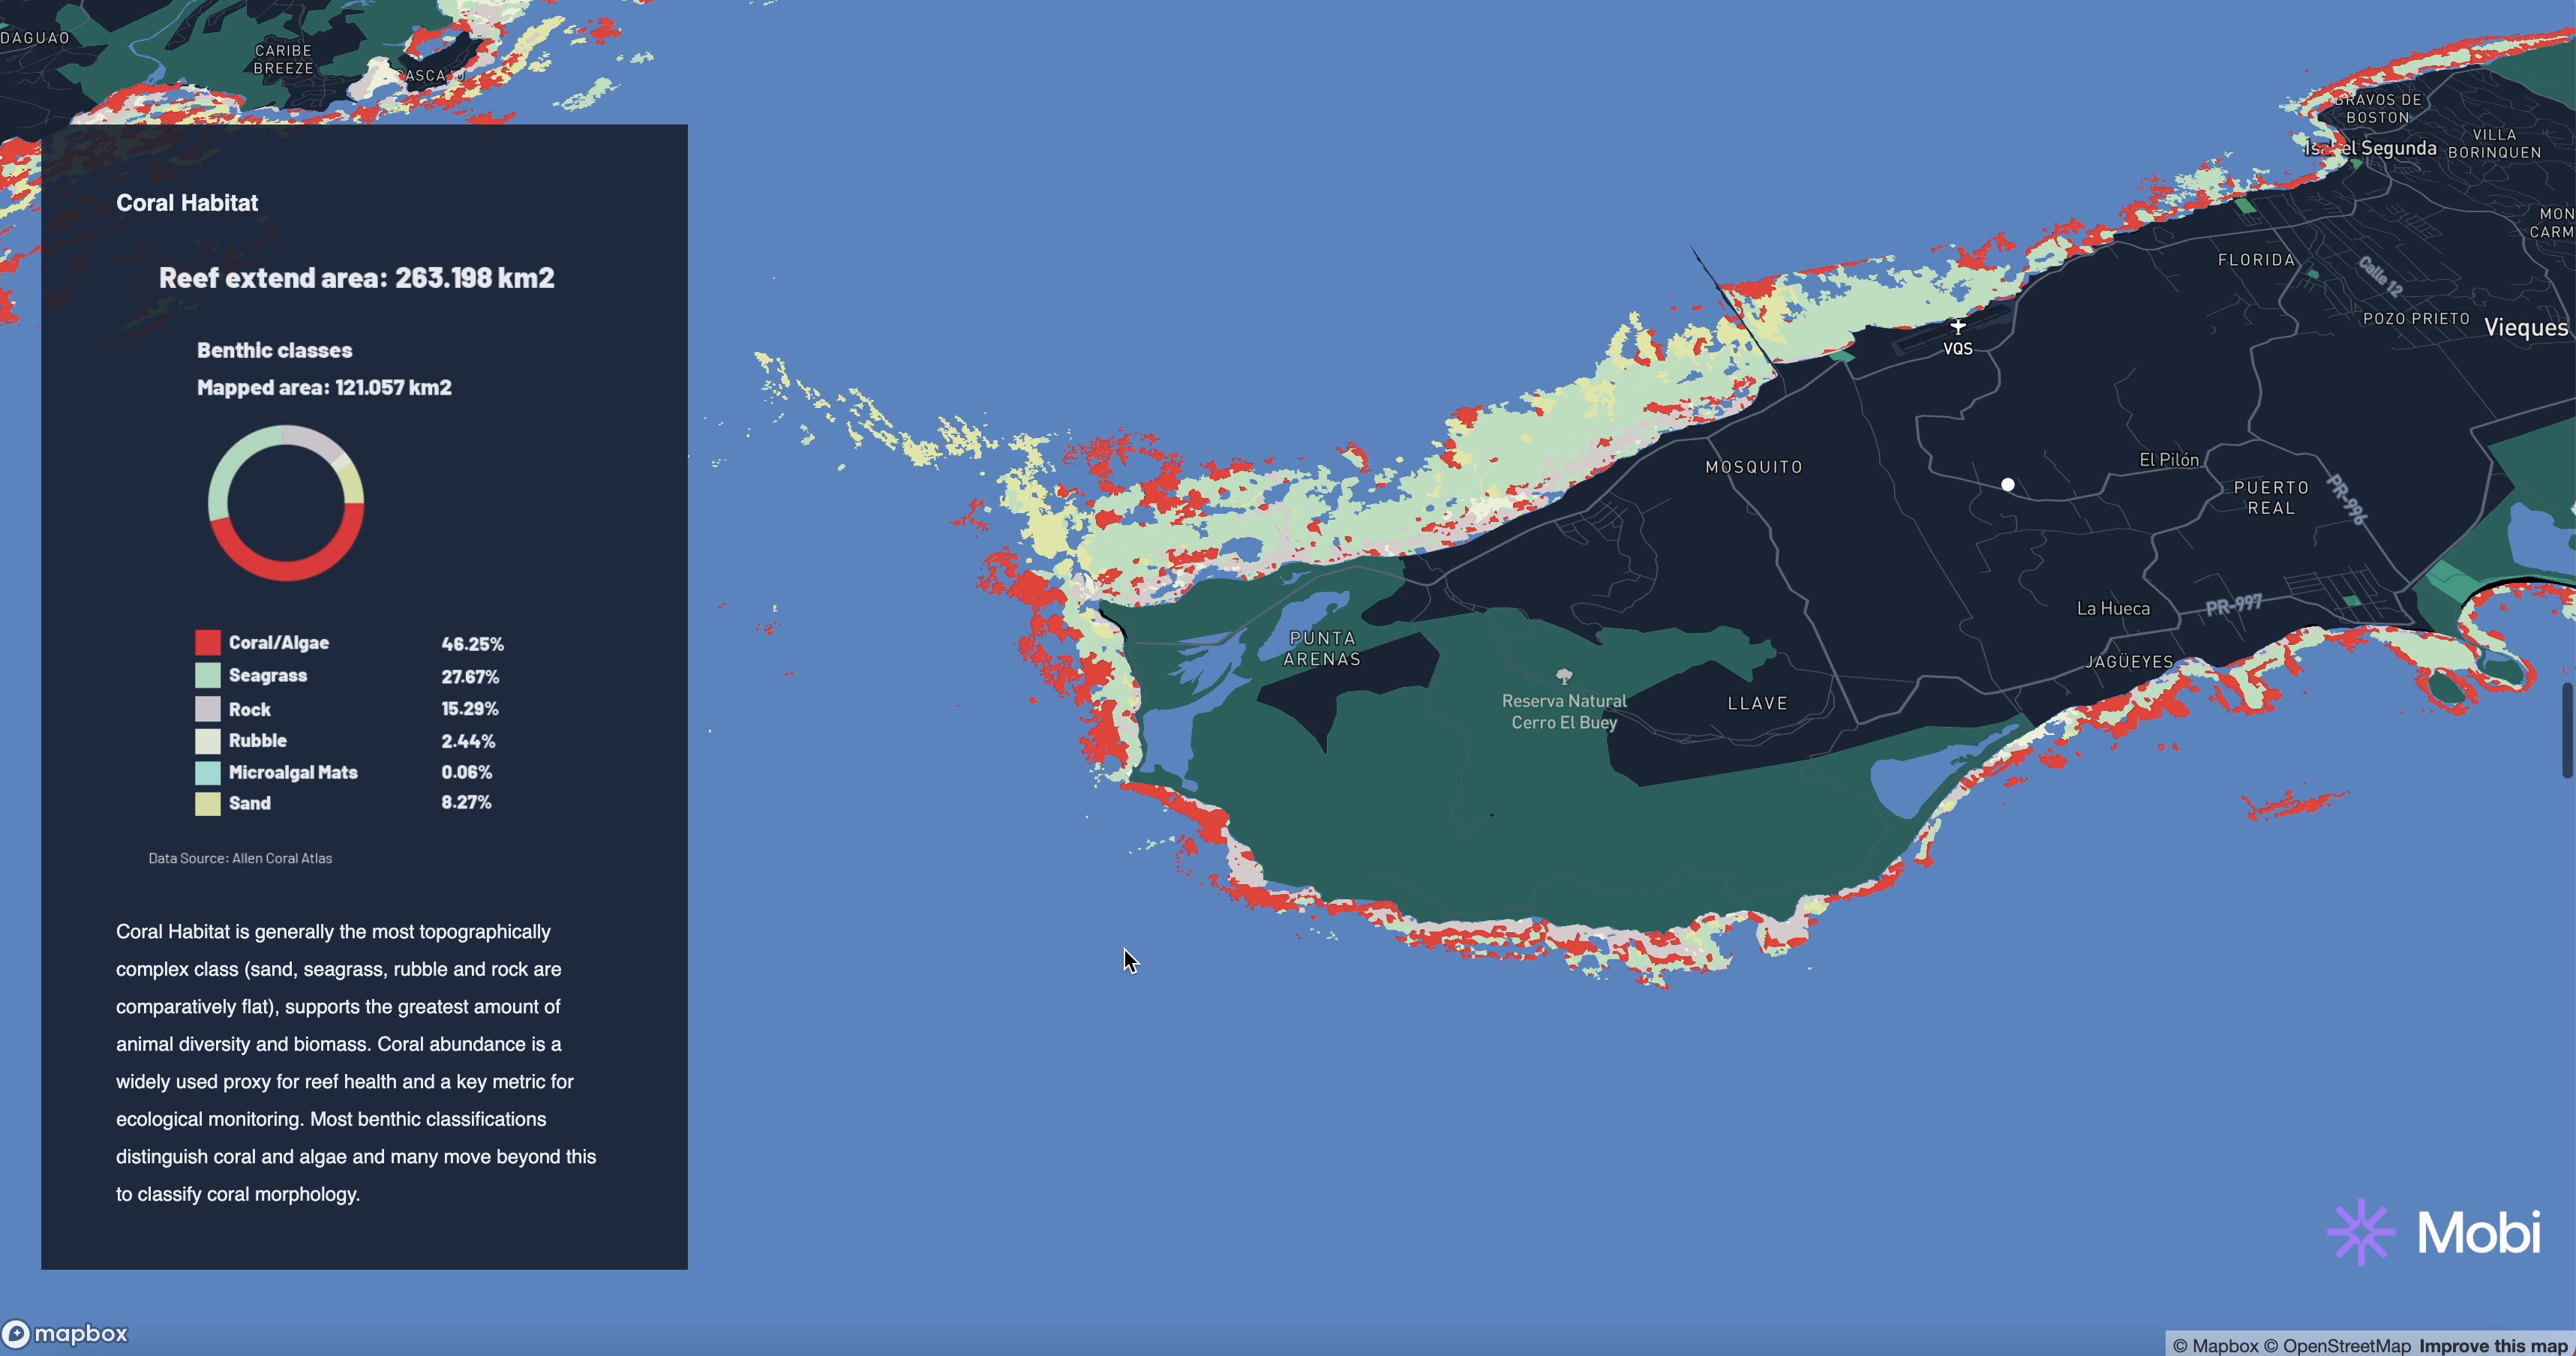 DAGUAO
CARIBE
BREEZE
Coral Habitat
Reef extend area: 263.198 km2
Benthic classes
Mapped area: 121.057 km2
Coral/Algae 46.25%
Seagrass 27.67%
Rock 15.29%
Rubble 2.44%
Microalgal Mats 0.06%
Sand 8.27%
Data Source: Allen Coral Atlas
Coral Habitat is generally the most topographically
complex class (sand, seagrass, rubble and rock are
comparatively flat), supports the greatest amount of
animal diversity and biomass. Coral abundance is a
widely used proxy for reef health and a key metric for
ecological monitoring. Most benthic classifications
distinguish coral and algae and many move beyond this
to classify coral morphology.
BRAVOS DE
BOSTON
Isabel Segunda
VILLA
BORINQUEN
MON
CARM
FLORIDA
Calle 12
POZO PRIETO
Vieques
VQS
MOSQUITO
El Pilón
PUERTO
REAL
PR-996
La Hueca
PR-997
JAGÜEYES
PUNTA
ARENAS
Reserva Natural
Cerro El Buey
LLAVE
Mobi
mapbox
© Mapbox © OpenStreetMap Improve this map